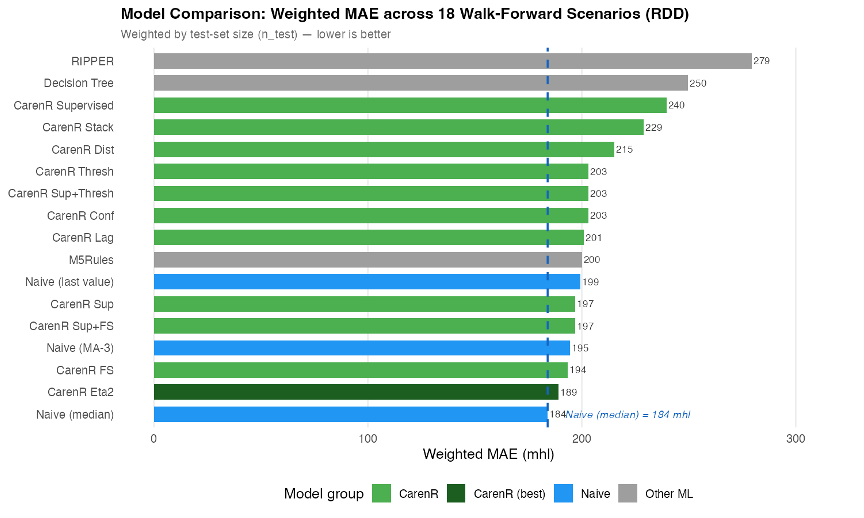 Model Comparison: Weighted MAE across 18 Walk-Forward Scenarios (RDD)
Weighted by test-set size (n_test) — lower is better
RIPPER 279
Decision Tree 250
CarenR Supervised 240
CarenR Stack 229
CarenR Dist 215
CarenR Thresh 203
CarenR Sup+Thresh 203
CarenR Conf 203
CarenR Lag 201
M5Rules 200
Naive (last value) 199
CarenR Sup 197
CarenR Sup+FS 197
Naive (MA-3) 195
CarenR FS 194
CarenR Eta2 189
Naive (median) 184 Naive (median) = 184 mhl
0 100 200 300
Weighted MAE (mhl)
Model group CarenR CarenR (best) Naive Other ML